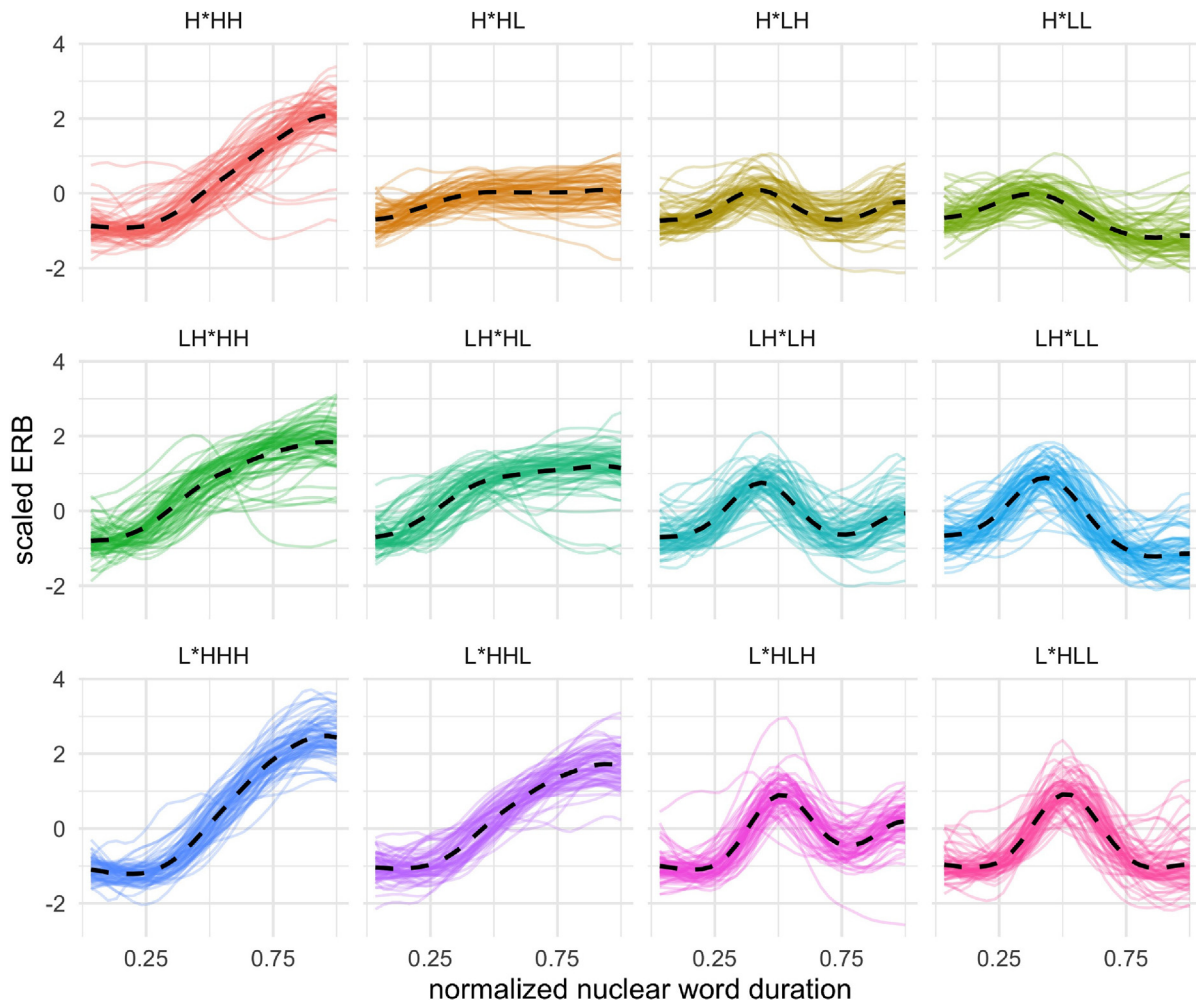 H*HH H*HL H*LH H*LL
4
2
0
-2
LH*HH LH*HL LH*LH LH*LL
4
2
0
-2
scaled ERB
L*HHH L*HHL L*HLH L*HLL
4
2
0
-2
0.25 0.75 0.25 0.75 0.25 0.75 0.25 0.75
normalized nuclear word duration